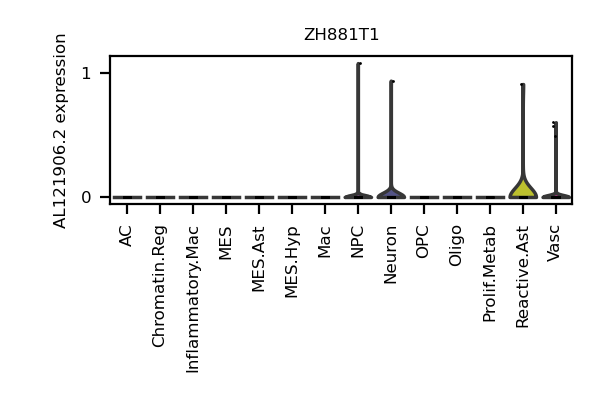 ZH881T1
AL121906.2 expression
1
0
AC
Chromatin.Reg
Inflammatory.Mac
MES
MES.Ast
MES.Hyp
Mac
NPC
Neuron
OPC
Oligo
Prolif.Metab
Reactive.Ast
Vasc